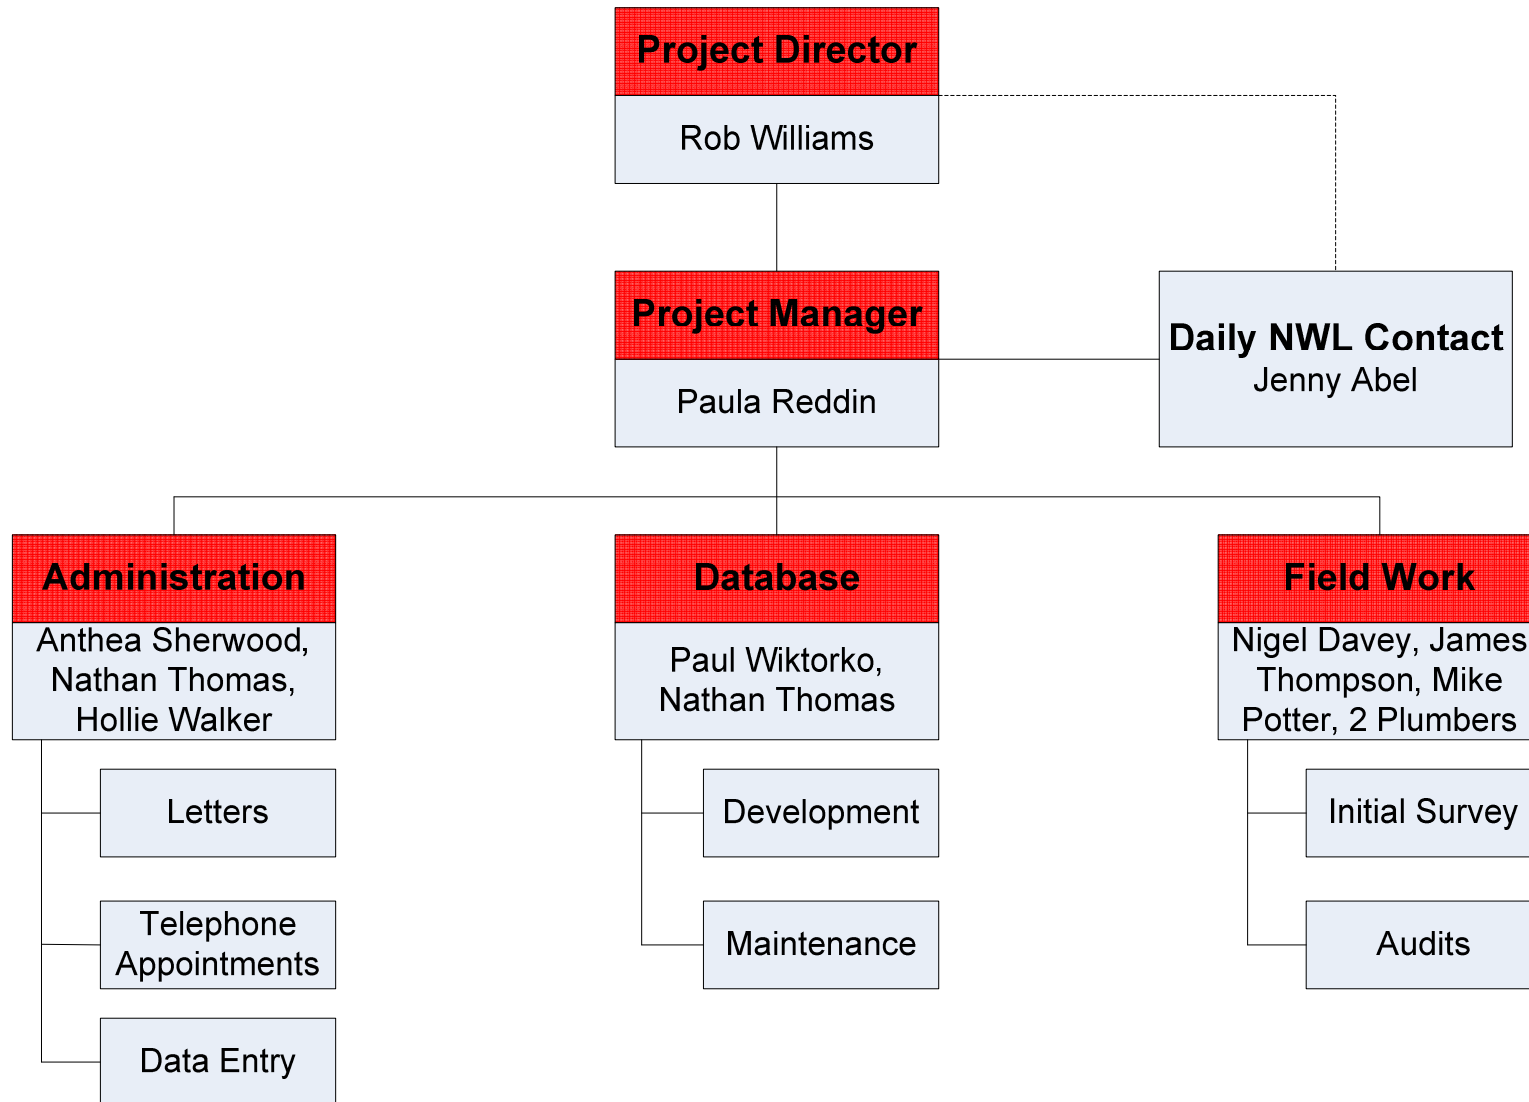 Project Director
Rob Williams
Project Manager
Paula Reddin
Daily NWL Contact
Jenny Abel
Administration
Anthea Sherwood,
Nathan Thomas,
Hollie Walker
Letters
Telephone
Appointments
Data Entry
Database
Paul Wiktorko,
Nathan Thomas
Development
Maintenance
Field Work
Nigel Davey, James
Thompson, Mike
Potter, 2 Plumbers
Initial Survey
Audits